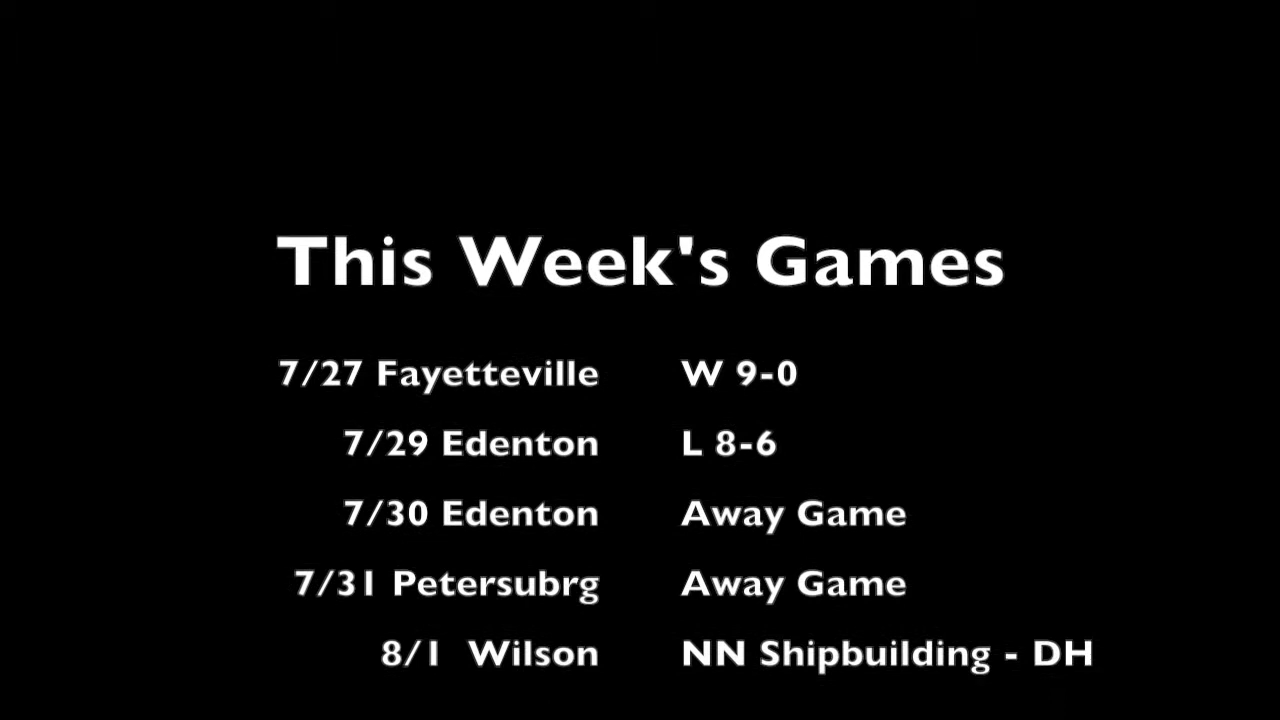 This Week's Games
7/27 Fayetteville W 9-0
7/29 Edenton L 8-6
7/30 Edenton Away Game
7/31 Petersubrg Away Game
8/1 Wilson NN Shipbuilding - DH